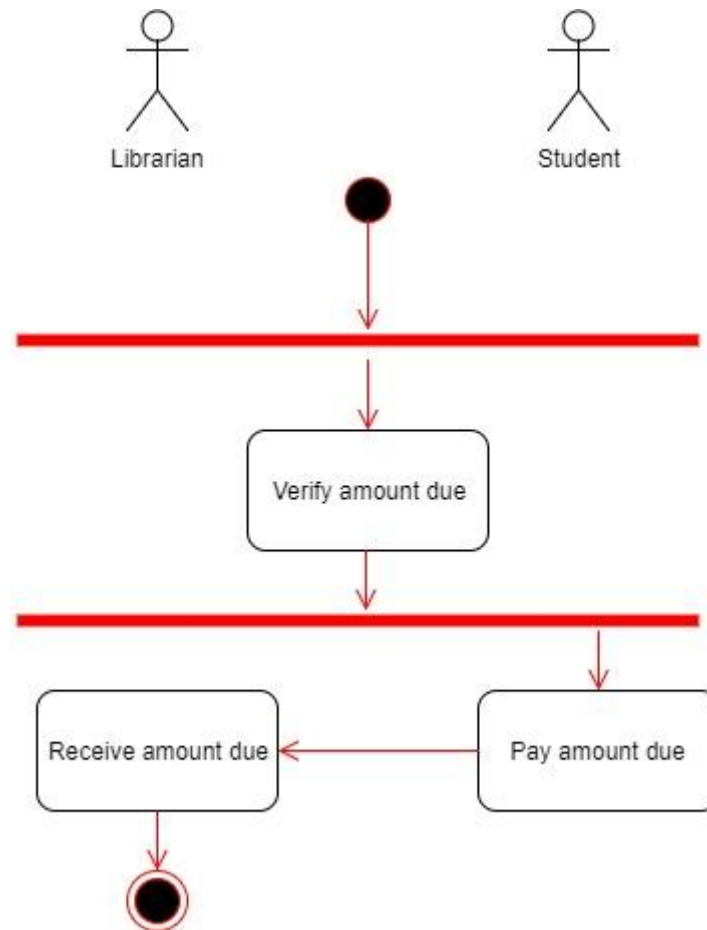 Librarian
Student
Verify amount due
Receive amount due
Pay amount due